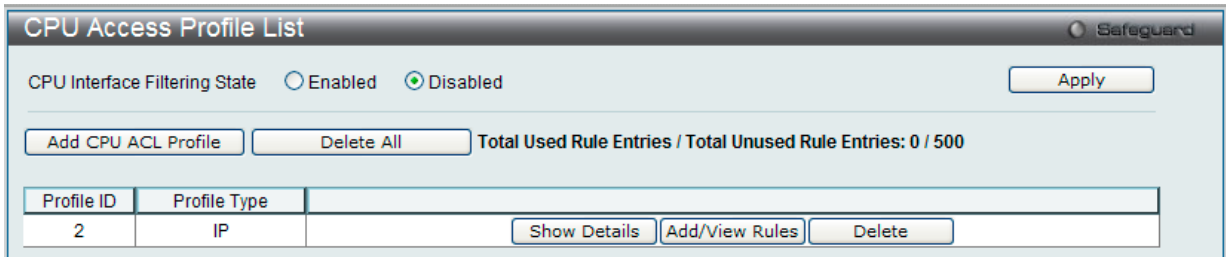 CPU Access Profile List Safeguard
CPU Interface Filtering State Enabled Disabled Apply
Add CPU ACL Profile Delete All Total Used Rule Entries / Total Unused Rule Entries: 0 / 500
Profile ID Profile Type
2 IP Show Details Add/View Rules Delete